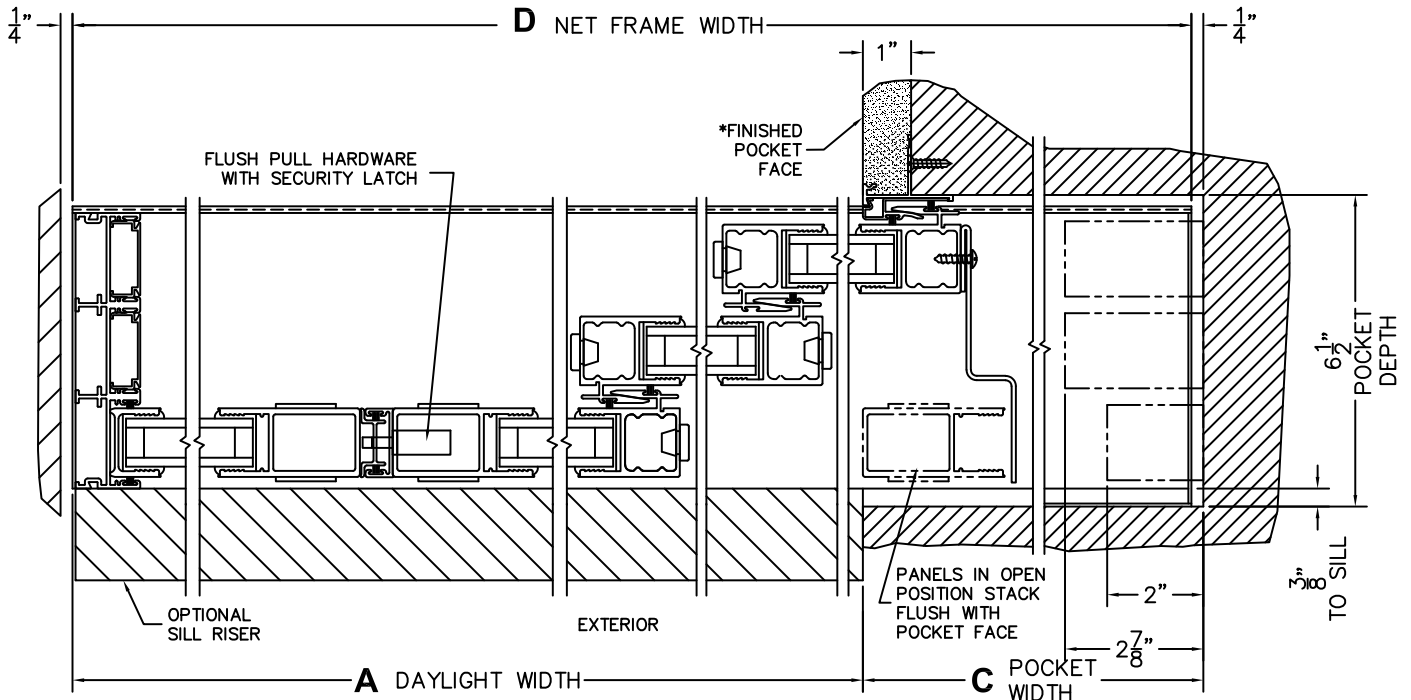 1/4"
D NET FRAME WIDTH
1/4"
1"
*FINISHED
POCKET
FACE
FLUSH PULL HARDWARE
WITH SECURITY LATCH
6 1/2"
POCKET
DEPTH
3/8"
TO SILL
PANELS IN OPEN
POSITION STACK
FLUSH WITH
POCKET FACE
2"
2 7/8"
OPTIONAL
SILL RISER
EXTERIOR
A DAYLIGHT WIDTH
C POCKET
WIDTH